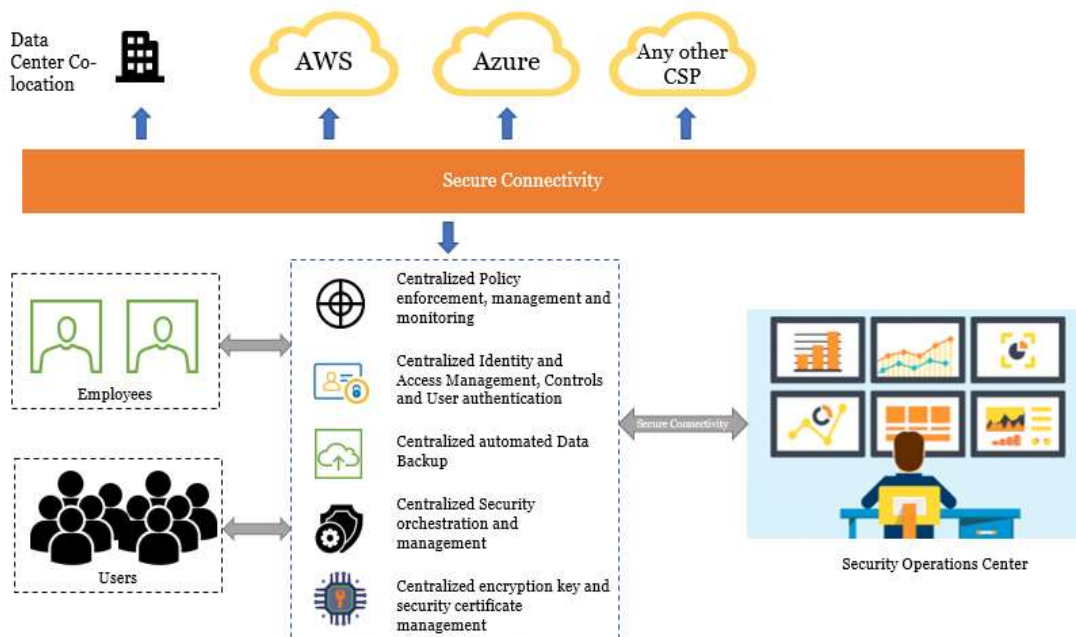 Data
Center Co-
location
AWS
Azure
Any other
CSP
Secure Connectivity
Centralized Policy
enforcement, management and
monitoring
Employees
Centralized Identity and
Access Management, Controls
and User authentication
Secure Connectivity
Centralized automated Data
Backup
Centralized Security
orchestration and
management
Users
Centralized encryption key and
security certificate
management
Security Operations Center